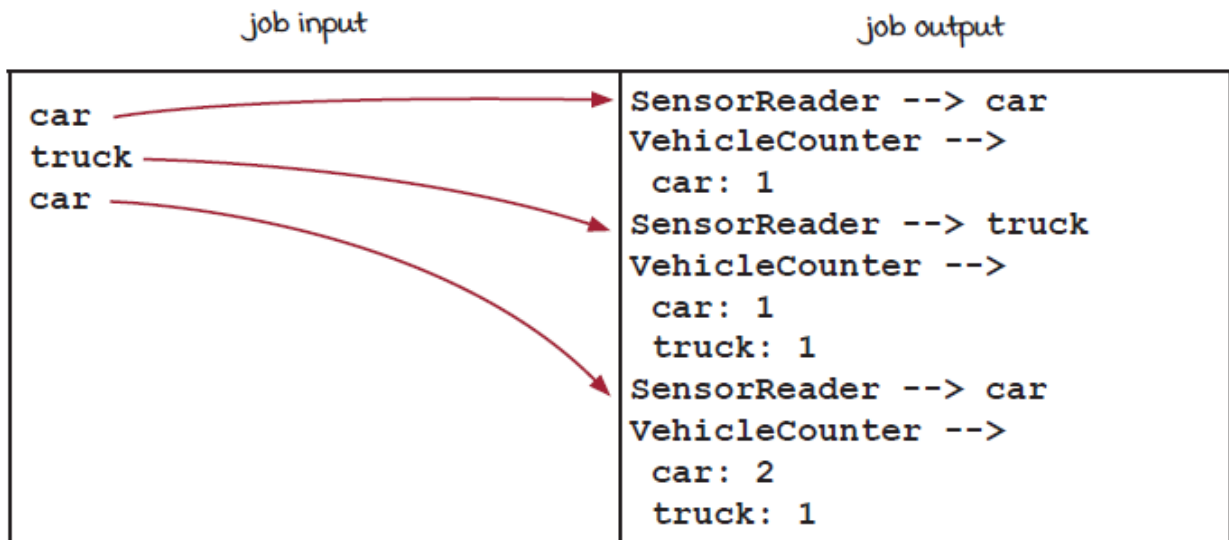 job input
job output
car
truck
car
SensorReader --> car
VehicleCounter -->
car: 1
SensorReader --> truck
VehicleCounter -->
car: 1
truck: 1
SensorReader --> car
VehicleCounter -->
car: 2
truck: 1